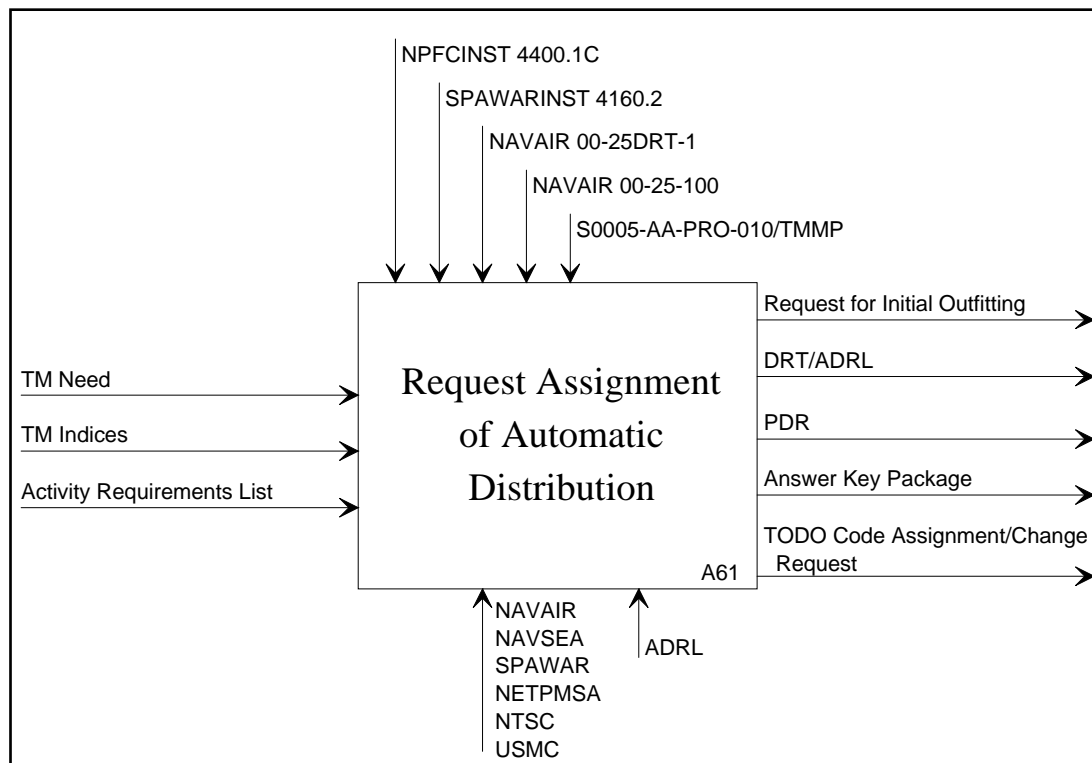 NPFCINST 4400.1C
SPAWARINST 4160.2
NAVAIR 00-25DRT-1
NAVAIR 00-25-100
S0005-AA-PRO-010/TMMP
TM Need
TM Indices
Activity Requirements List
Request Assignment
of Automatic
Distribution
A61
Request for Initial Outfitting
DRT/ADRL
PDR
Answer Key Package
TODO Code Assignment/Change
Request
NAVAIR
NAVSEA
SPAWAR
NETPMSA
NTSC
USMC
ADRL